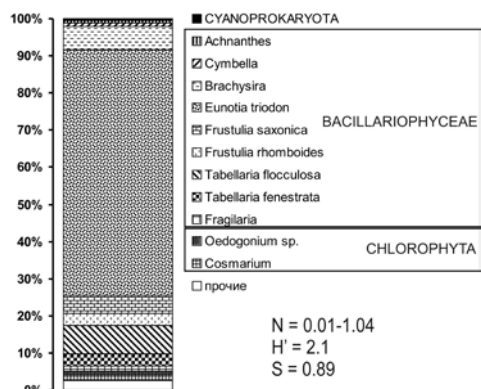 100%
90%
80%
70%
60%
50%
40%
30%
20%
10%
0%
CYANOPROKARYOTA
Achnanthes
Cymbella
Brachysira
Eunotia triodon
Frustulia saxonica
Frustulia rhomboides
Tabellaria flocculosa
Tabellaria fenestrata
Fragilaria
BACILLARIOPHYCEAE
Oedogonium sp.
Cosmarium
CHLOROPHYTA
прочие
N = 0.01-1.04
H' = 2.1
S = 0.89